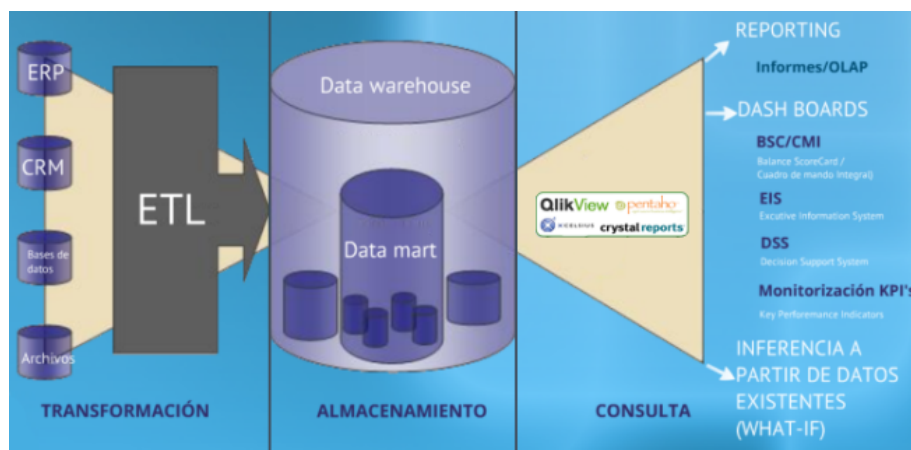 ERP
CRM
Bases de
datos
Archivos
ETL
TRANSFORMACIÓN
Data warehouse
Data mart
ALMACENAMIENTO
QlikView pentaho
XCELSIUS crystal reports
CONSULTA
REPORTING
Informes/OLAP
DASH BOARDS
BSC/CMI
Balance ScoreCard /
Cuadro de mando Integral)
EIS
Excutive Information System
DSS
Decision Support System
Monitorización KPI's
Key Performance Indicators
INFERENCIA A
PARTIR DE DATOS
EXISTENTES
(WHAT-IF)